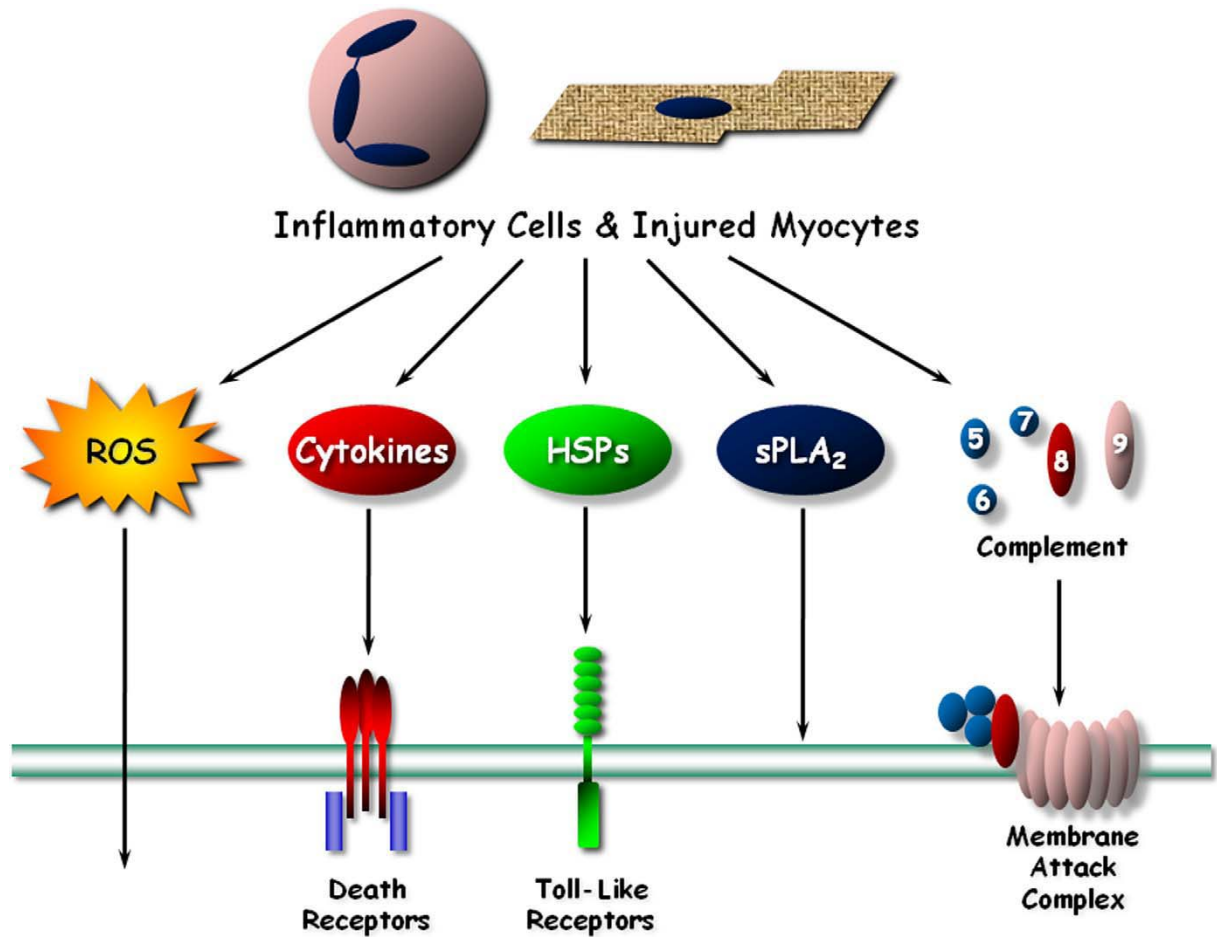 Inflammatory Cells & Injured Myocytes
ROS
Cytokines
HSPs
sPLA₂
5
7
8
9
6
Complement
Death
Receptors
Toll-Like
Receptors
Membrane
Attack
Complex